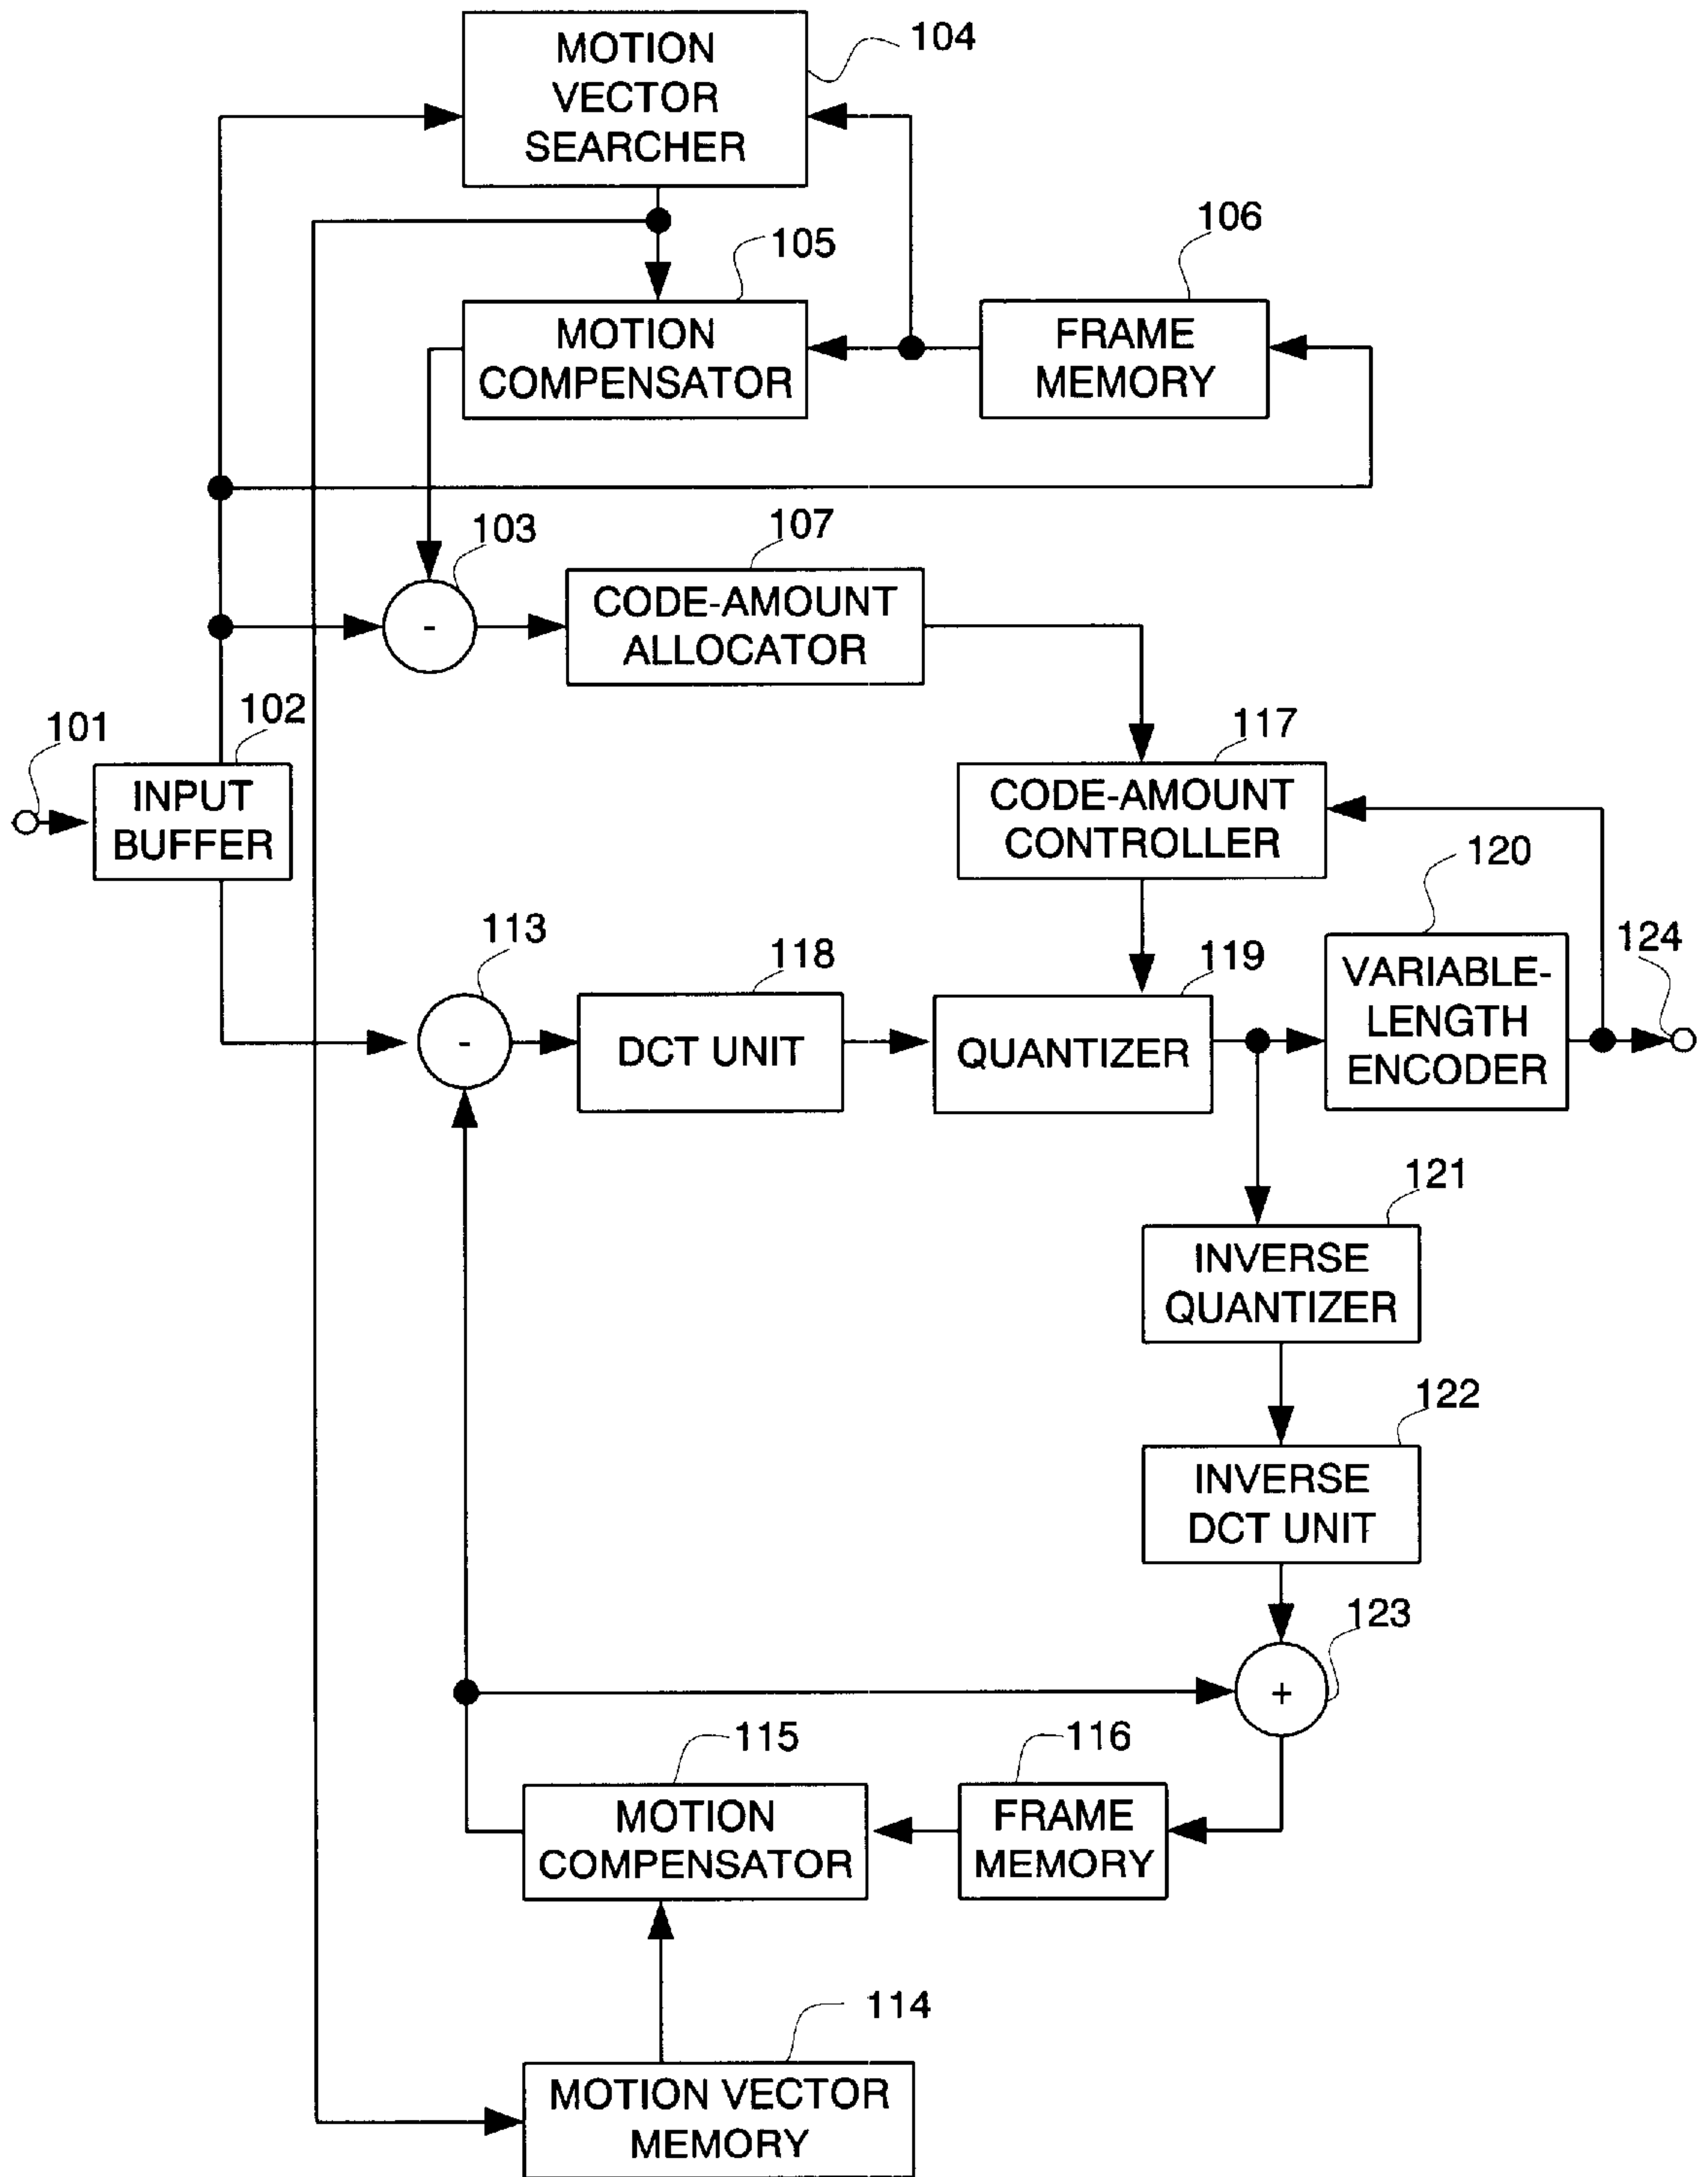 MOTION
VECTOR
SEARCHER
104
105
106
MOTION
COMPENSATOR
FRAME
MEMORY
103
107
-
CODE-AMOUNT
ALLOCATOR
101
102
INPUT
BUFFER
117
CODE-AMOUNT
CONTROLLER
120
113
118
119
124
-
DCT UNIT
QUANTIZER
VARIABLE-
LENGTH
ENCODER
121
INVERSE
QUANTIZER
122
INVERSE
DCT UNIT
123
+
115
116
MOTION
COMPENSATOR
FRAME
MEMORY
114
MOTION VECTOR
MEMORY